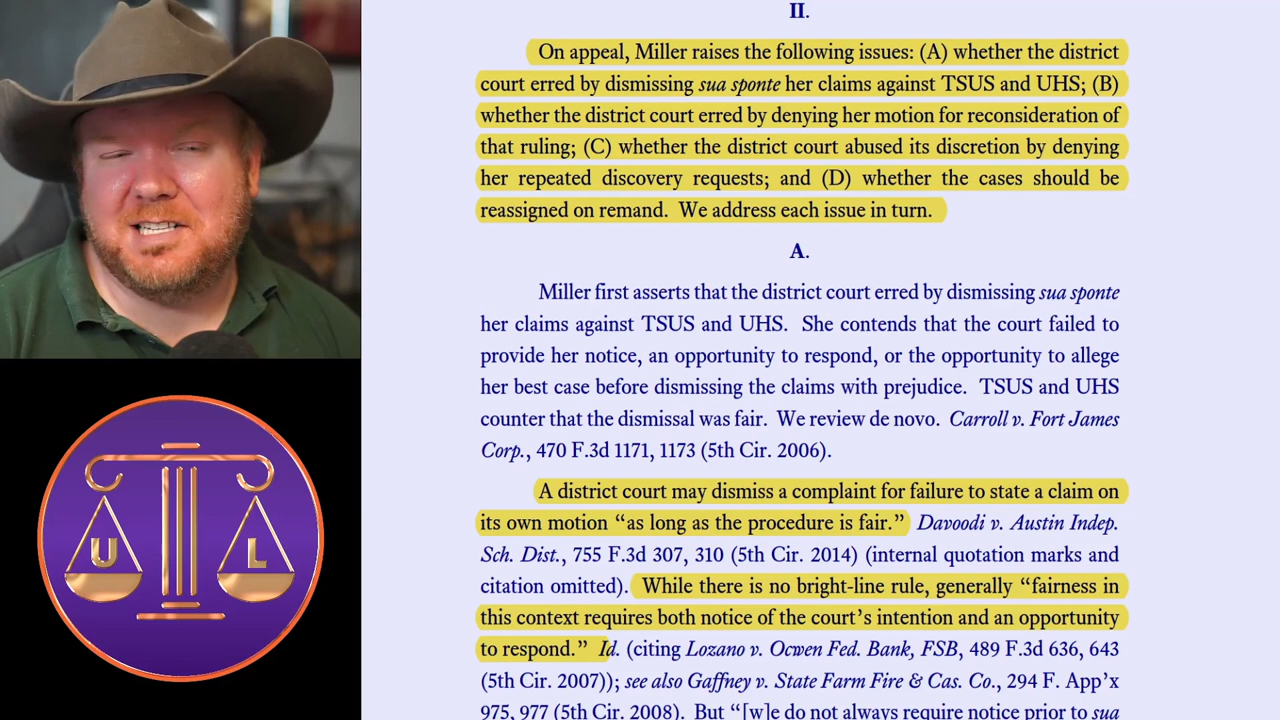 II.
On appeal, Miller raises the following issues: (A) whether the district
court erred by dismissing sua sponte her claims against TSUS and UHS; (B)
whether the district court erred by denying her motion for reconsideration of
that ruling; (C) whether the district court abused its discretion by denying
her repeated discovery requests; and (D) whether the cases should be
reassigned on remand. We address each issue in turn.
A.
Miller first asserts that the district court erred by dismissing sua sponte
her claims against TSUS and UHS. She contends that the court failed to
provide her notice, an opportunity to respond, or the opportunity to allege
her best case before dismissing the claims with prejudice. TSUS and UHS
counter that the dismissal was fair. We review de novo. Carroll v. Fort James
Corp., 470 F.3d 1171, 1173 (5th Cir. 2006).
A district court may dismiss a complaint for failure to state a claim on
its own motion “as long as the procedure is fair.” Davoodi v. Austin Indep.
Sch. Dist., 755 F.3d 307, 310 (5th Cir. 2014) (internal quotation marks and
citation omitted). While there is no bright-line rule, generally “fairness in
this context requires both notice of the court’s intention and an opportunity
to respond.” Id. (citing Lozano v. Ocwen Fed. Bank, FSB, 489 F.3d 636, 643
(5th Cir. 2007)); see also Gaffney v. State Farm Fire & Cas. Co., 294 F. App’x
975, 977 (5th Cir. 2008). But “[w]e do not always require notice prior to sua
U L